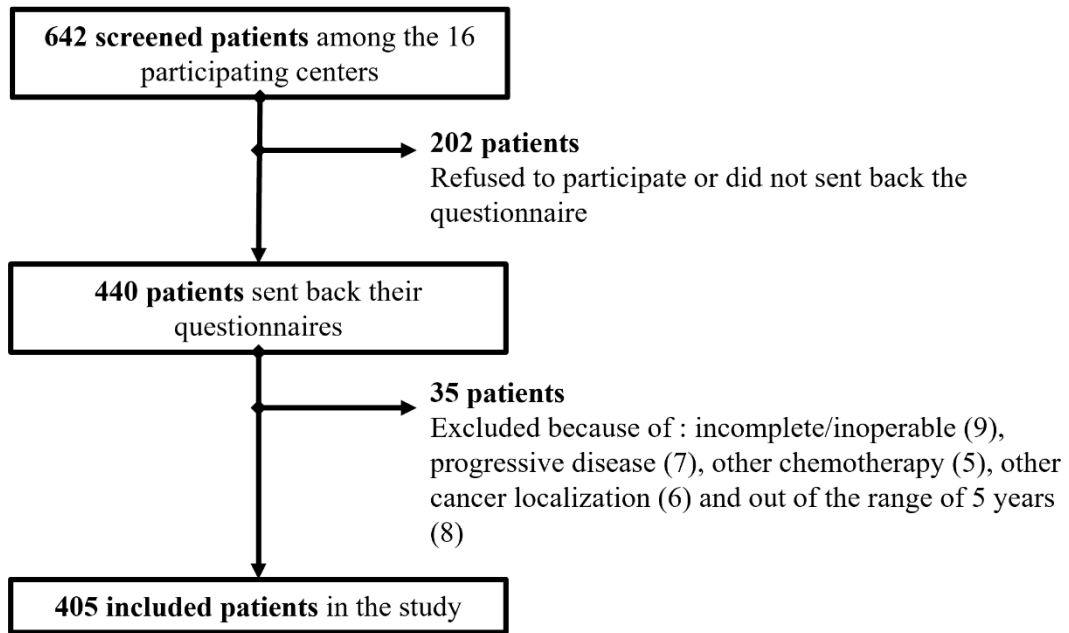 642 screened patients among the 16
participating centers
202 patients
Refused to participate or did not sent back the
questionnaire
440 patients sent back their
questionnaires
35 patients
Excluded because of : incomplete/inoperable (9),
progressive disease (7), other chemotherapy (5), other
cancer localization (6) and out of the range of 5 years
(8)
405 included patients in the study